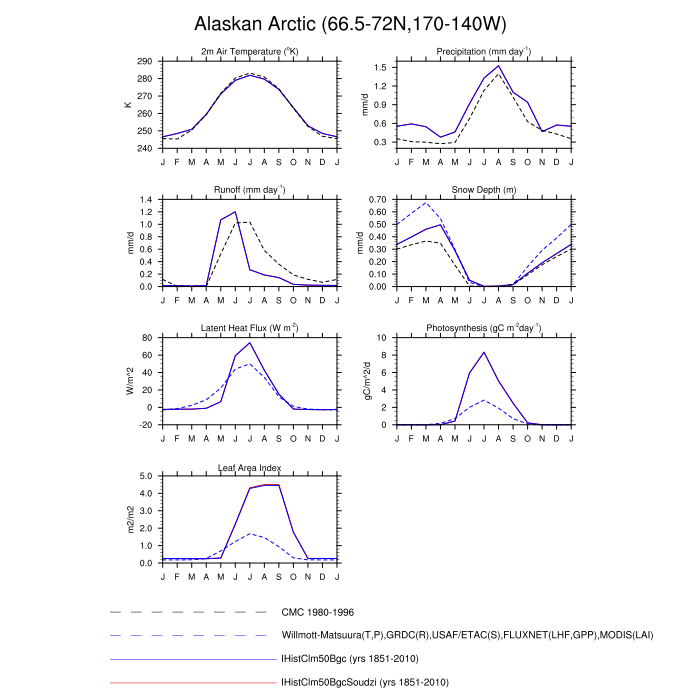 Alaskan Arctic (66.5-72N,170-140W)
2m Air Temperature (°K)
290
280
270
260
250
240
K
J F M A M J J A S O N D J
Precipitation (mm day⁻¹)
1.5
1.2
0.9
0.6
0.3
mm/d
J F M A M J J A S O N D J
Runoff (mm day⁻¹)
1.4
1.2
1.0
0.8
0.6
0.4
0.2
0.0
mm/d
J F M A M J J A S O N D J
Snow Depth (m)
0.70
0.60
0.50
0.40
0.30
0.20
0.10
0.00
mm/d
J F M A M J J A S O N D J
Latent Heat Flux (W m⁻²)
80
60
40
20
0
-20
W/m^2
J F M A M J J A S O N D J
Photosynthesis (gC m⁻²day⁻¹)
10
8
6
4
2
0
gC/m^2/d
J F M A M J J A S O N D J
Leaf Area Index
5.0
4.0
3.0
2.0
1.0
0.0
m2/m2
J F M A M J J A S O N D J
CMC 1980-1996
Willmott-Matsuura(T,P),GRDC(R),USAF/ETAC(S),FLUXNET(LHF,GPP),MODIS(LAI)
IHistClm50Bgc (yrs 1851-2010)
IHistClm50BgcSoudzi (yrs 1851-2010)